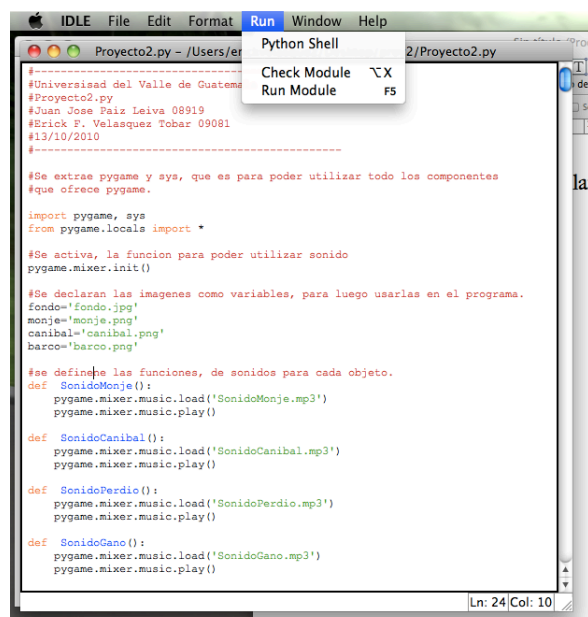 IDLE File Edit Format Run Window Help
Python Shell
Check Module ⌥X
Run Module F5
Proyecto2.py – /Users/er 2/Proyecto2.py
#Universisad del Valle de Guatema
#Proyecto2.py
#Juan Jose Paiz Leiva 08919
#Erick F. Velasquez Tobar 09081
#13/10/2010
#-----------------------------------------------
#Se extrae pygame y sys, que es para poder utilizar todo los componentes
#que ofrece pygame.
import pygame, sys
from pygame.locals import *
#Se activa, la funcion para poder utilizar sonido
pygame.mixer.init()
#Se declaran las imagenes como variables, para luego usarlas en el programa.
fondo='fondo.jpg'
monje='monje.png'
canibal='canibal.png'
barco='barco.png'
#se definene las funciones, de sonidos para cada objeto.
def SonidoMonje():
pygame.mixer.music.load('SonidoMonje.mp3')
pygame.mixer.music.play()
def SonidoCanibal():
pygame.mixer.music.load('SonidoCanibal.mp3')
pygame.mixer.music.play()
def SonidoPerdio():
pygame.mixer.music.load('SonidoPerdio.mp3')
pygame.mixer.music.play()
def SonidoGano():
pygame.mixer.music.load('SonidoGano.mp3')
pygame.mixer.music.play()
Ln: 24 Col: 10
la